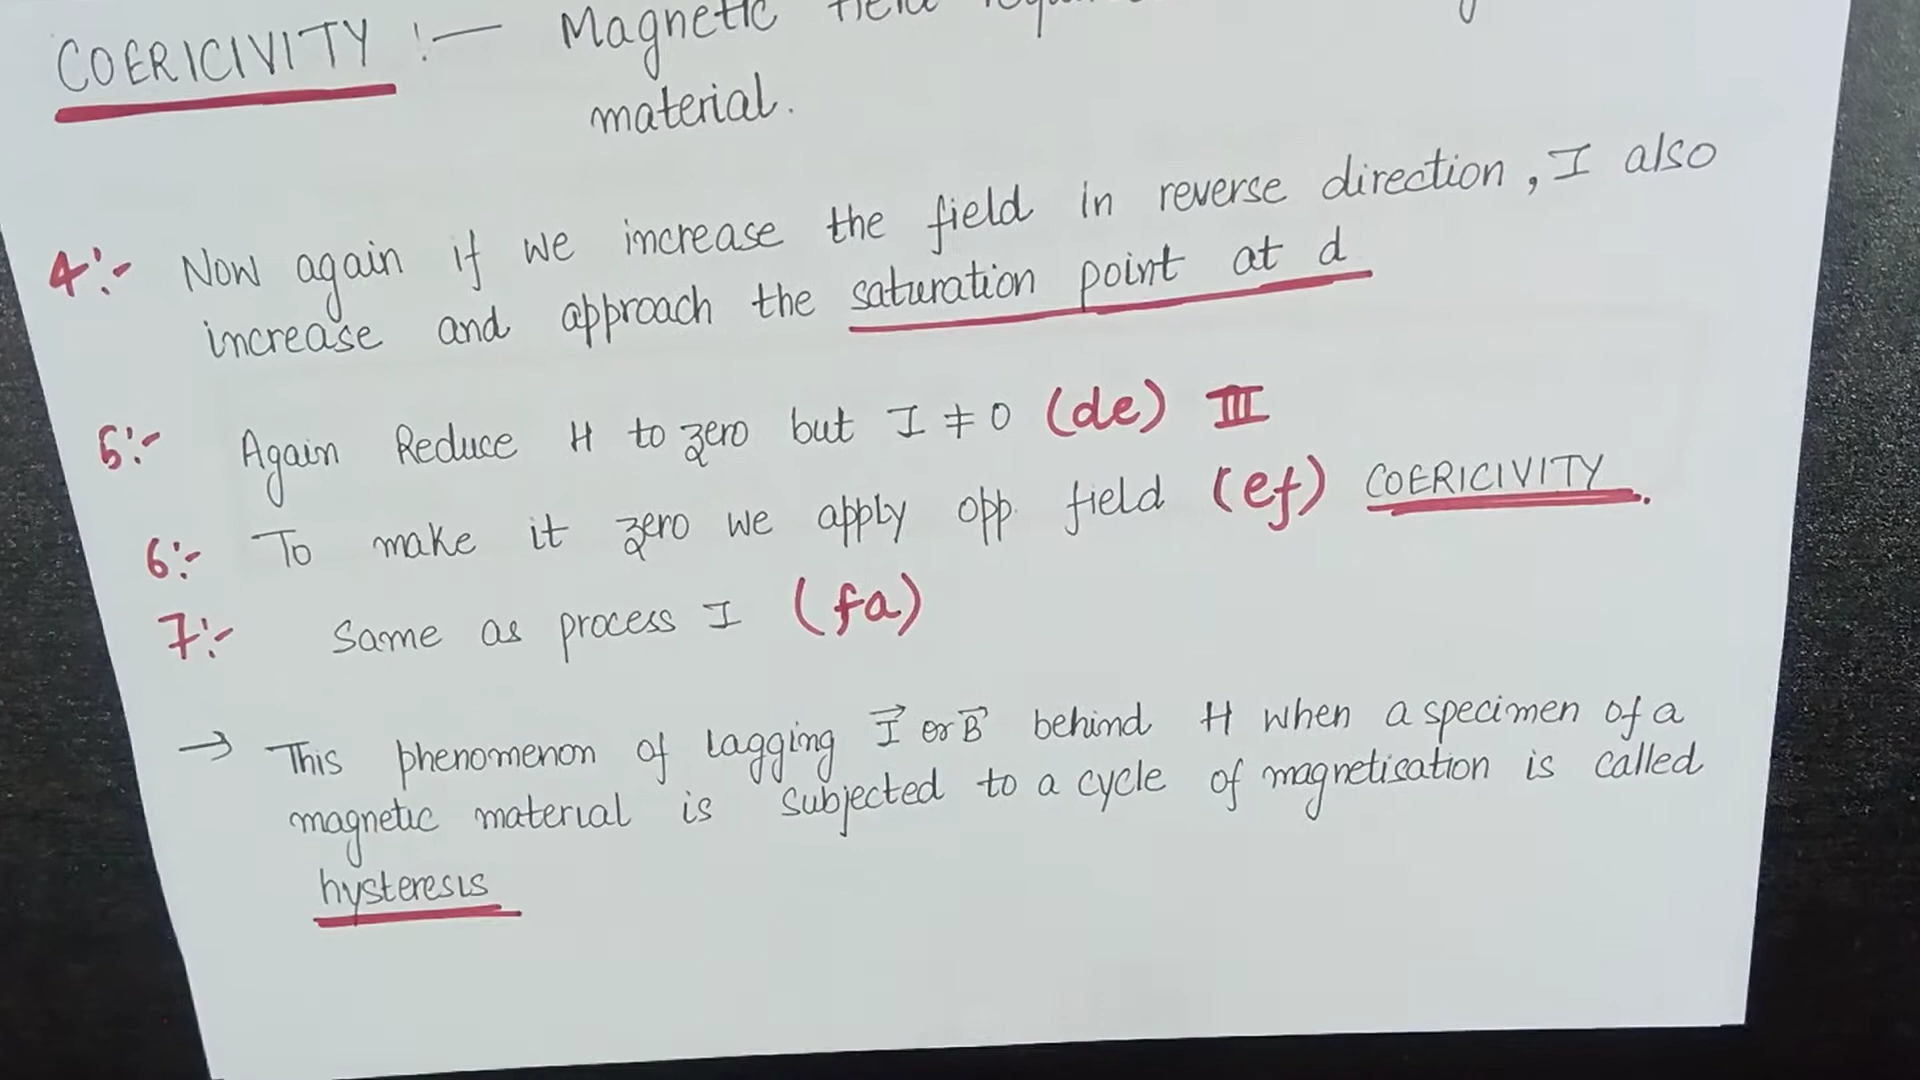 COERICIVITY :- Magnetic field
material.
4:- Now again if we increase the field in reverse direction, I also
increase and approach the saturation point at d
5:- Again Reduce H to zero but I ≠ 0 (de) III
6:- To make it zero we apply opp. field (ef) COERICIVITY.
7:- Same as process I (fa)
→ This phenomenon of lagging I⃗ or B⃗ behind H when a specimen of a
magnetic material is subjected to a cycle of magnetisation is called
hysteresis